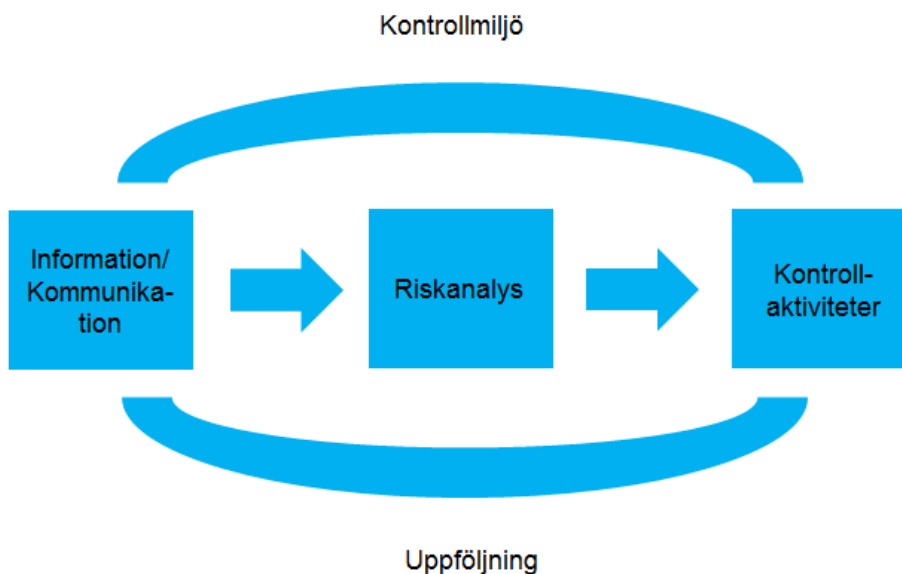 Kontrollmiljö
Information/
Kommunika-
tion
Riskanalys
Kontroll-
aktiviteter
Uppföljning